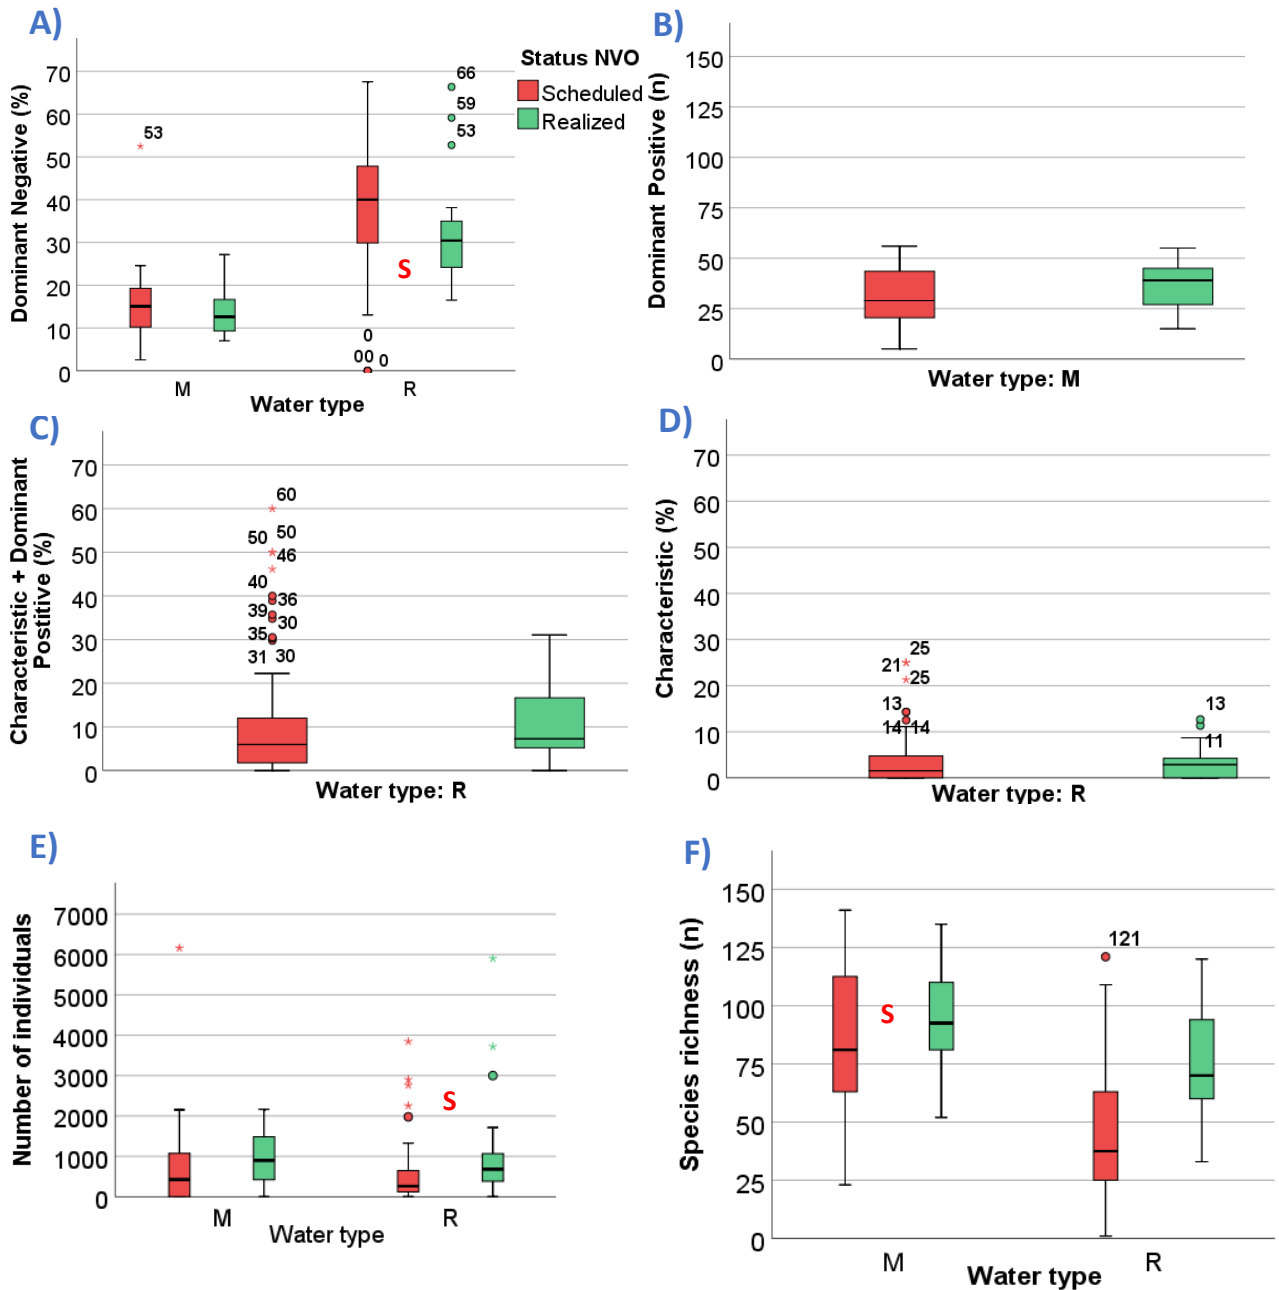 A)
Dominant Negative (%)
70
60
50
40
30
20
10
0
53
66
59
53
S
0
00 0
M R
Water type
Status NVO
Scheduled
Realized
B)
Dominant Positive (n)
150
125
100
75
50
25
0
Water type: M
C)
Characteristic + Dominant
Postitive (%)
70
60
50
40
30
20
10
0
60
50 50
46
40
39 36
30
35
31 30
Water type: R
D)
Characteristic (%)
70
60
50
40
30
20
10
0
25
21
25
13
14 14
13
11
Water type: R
E)
Number of individuals
7000
6000
5000
4000
3000
2000
1000
0
S
M R
Water type
F)
Species richness (n)
150
125
100
75
50
25
0
S
121
M R
Water type